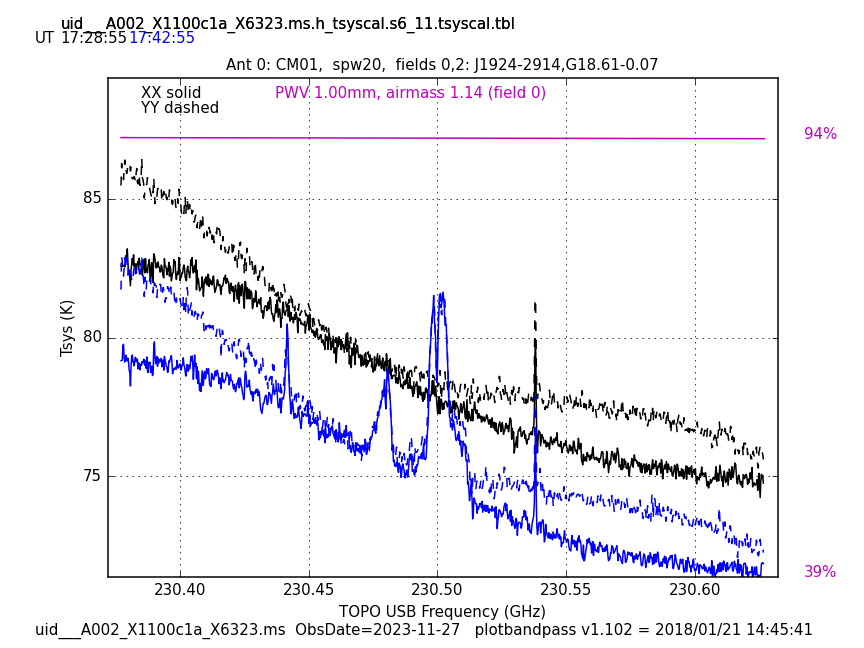 uid___A002_X1100c1a_X6323.ms.h_tsyscal.s6_11.tsyscal.tbl
UT 17:28:55 17:42:55
Ant 0: CM01,  spw20,  fields 0,2: J1924-2914,G18.61-0.07
XX solid
PWV 1.00mm, airmass 1.14 (field 0)
YY dashed
94%
85
80
75
Tsys (K)
39%
230.40 230.45 230.50 230.55 230.60
TOPO USB Frequency (GHz)
uid___A002_X1100c1a_X6323.ms  ObsDate=2023-11-27   plotbandpass v1.102 = 2018/01/21 14:45:41